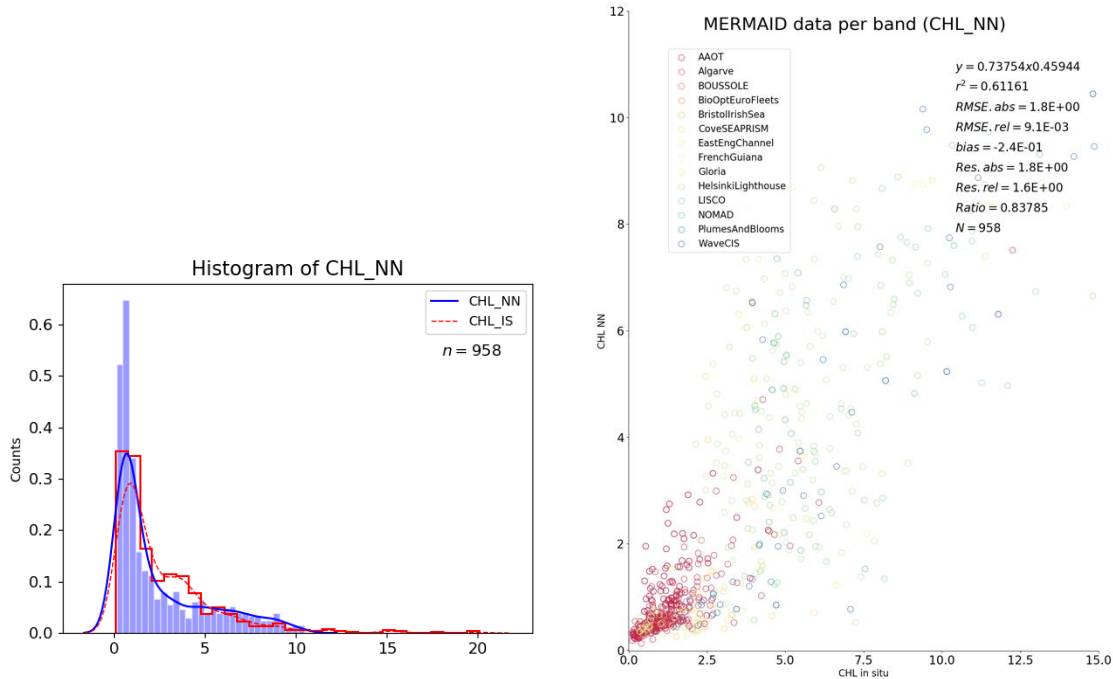 Histogram of CHL_NN
CHL_NN
CHL_IS
n = 958
Counts
0.6
0.5
0.4
0.3
0.2
0.1
0.0
0 5 10 15 20
MERMAID data per band (CHL_NN)
AAOT
Algarve
BOUSSOLE
BioOptEuroFleets
BristolIrishSea
CoveSEAPRISM
EastEngChannel
FrenchGuiana
Gloria
HelsinkiLighthouse
LISCO
NOMAD
PlumesAndBlooms
WaveCIS
y = 0.73754x0.45944
r² = 0.61161
RMSE.abs = 1.8E+00
RMSE.rel = 9.1E-03
bias = -2.4E-01
Res.abs = 1.8E+00
Res.rel = 1.6E+00
Ratio = 0.83785
N = 958
CHL NN
12
10
8
6
4
2
0
0.0 2.5 5.0 7.5 10.0 12.5 15.0
CHL in situ